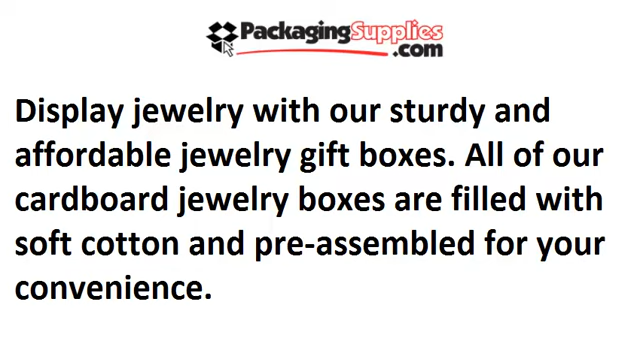 PackagingSupplies
.com
Display jewelry with our sturdy and
affordable jewelry gift boxes. All of our
cardboard jewelry boxes are filled with
soft cotton and pre-assembled for your
convenience.